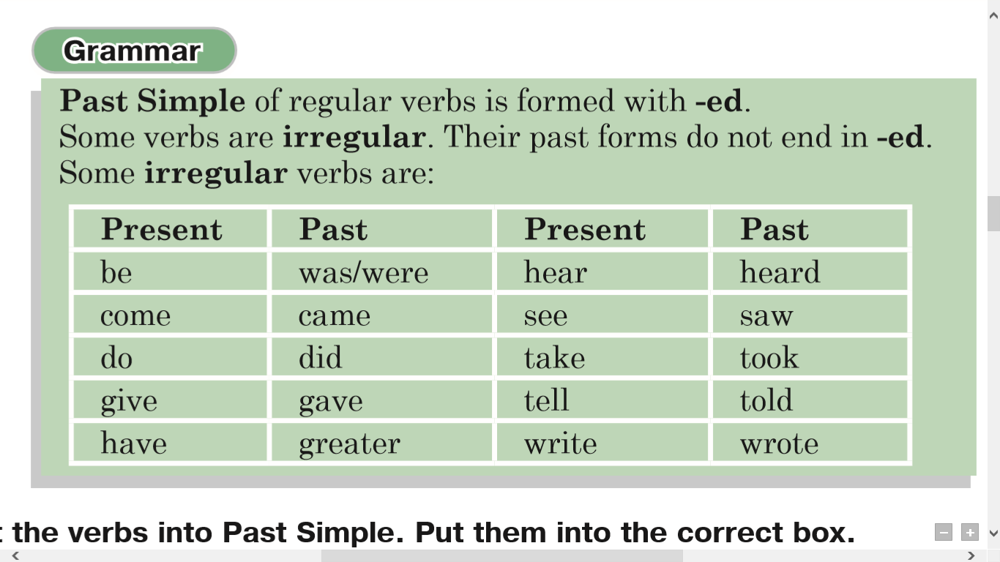 Grammar
Past Simple of regular verbs is formed with -ed.
Some verbs are irregular. Their past forms do not end in -ed.
Some irregular verbs are:
Present Past Present Past
be was/were hear heard
come came see saw
do did take took
give gave tell told
have greater write wrote
the verbs into Past Simple. Put them into the correct box.